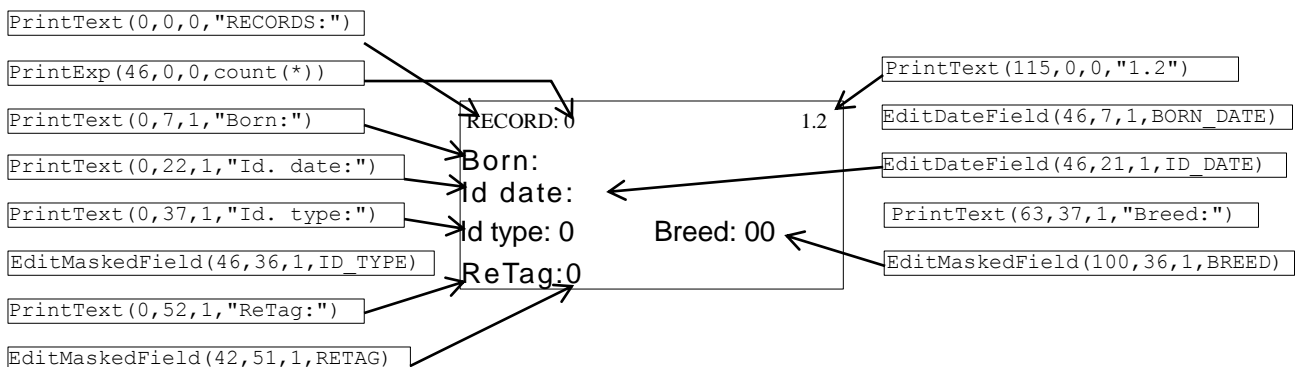 PrintText(0,0,0,"RECORDS:")
PrintExp(46,0,0,count(*))
PrintText(0,7,1,"Born:")
PrintText(0,22,1,"Id. date:")
PrintText(0,37,1,"Id. type:")
EditMaskedField(46,36,1,ID_TYPE)
PrintText(0,52,1,"ReTag:")
EditMaskedField(42,51,1,RETAG)
RECORD: 0 1.2
Born:
Id date:
Id type: 0 Breed: 00
ReTag:0
PrintText(115,0,0,"1.2")
EditDateField(46,7,1,BORN_DATE)
EditDateField(46,21,1,ID_DATE)
PrintText(63,37,1,"Breed:")
EditMaskedField(100,36,1,BREED)